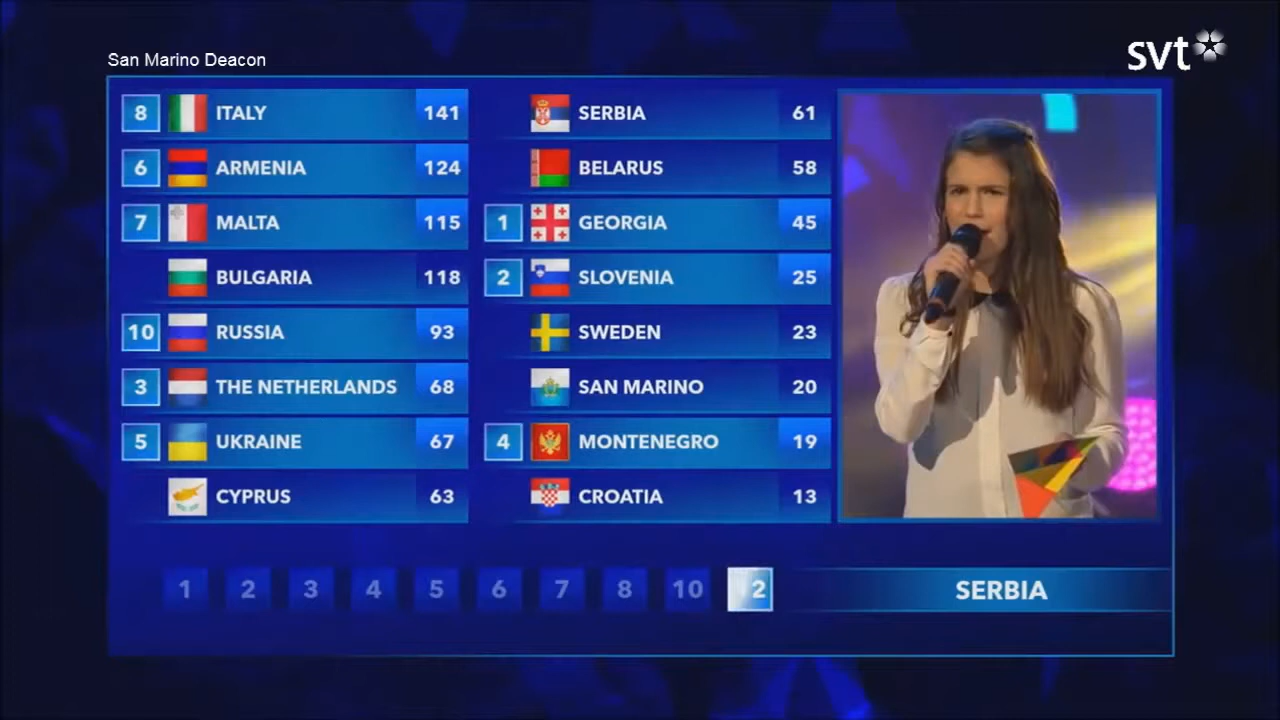 San Marino Deacon
svt
8 ITALY 141
6 ARMENIA 124
7 MALTA 115
BULGARIA 118
10 RUSSIA 93
3 THE NETHERLANDS 68
5 UKRAINE 67
CYPRUS 63
SERBIA 61
BELARUS 58
1 GEORGIA 45
2 SLOVENIA 25
SWEDEN 23
SAN MARINO 20
4 MONTENEGRO 19
CROATIA 13
1 2 3 4 5 6 7 8 10 12
SERBIA